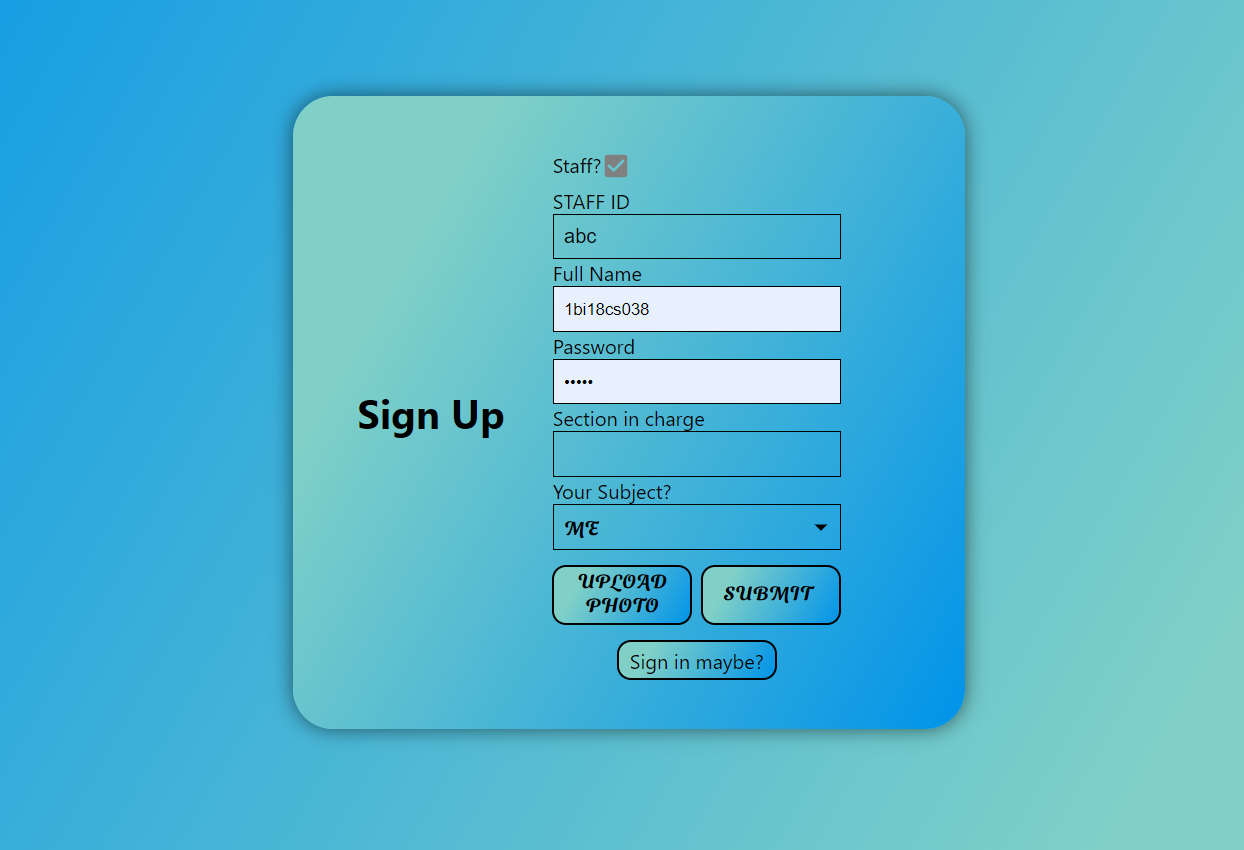 Staff?
STAFF ID
abc
Full Name
1bi18cs038
Password
•••••
Sign Up
Section in charge
Your Subject?
ME
UPLOAD
PHOTO
SUBMIT
Sign in maybe?